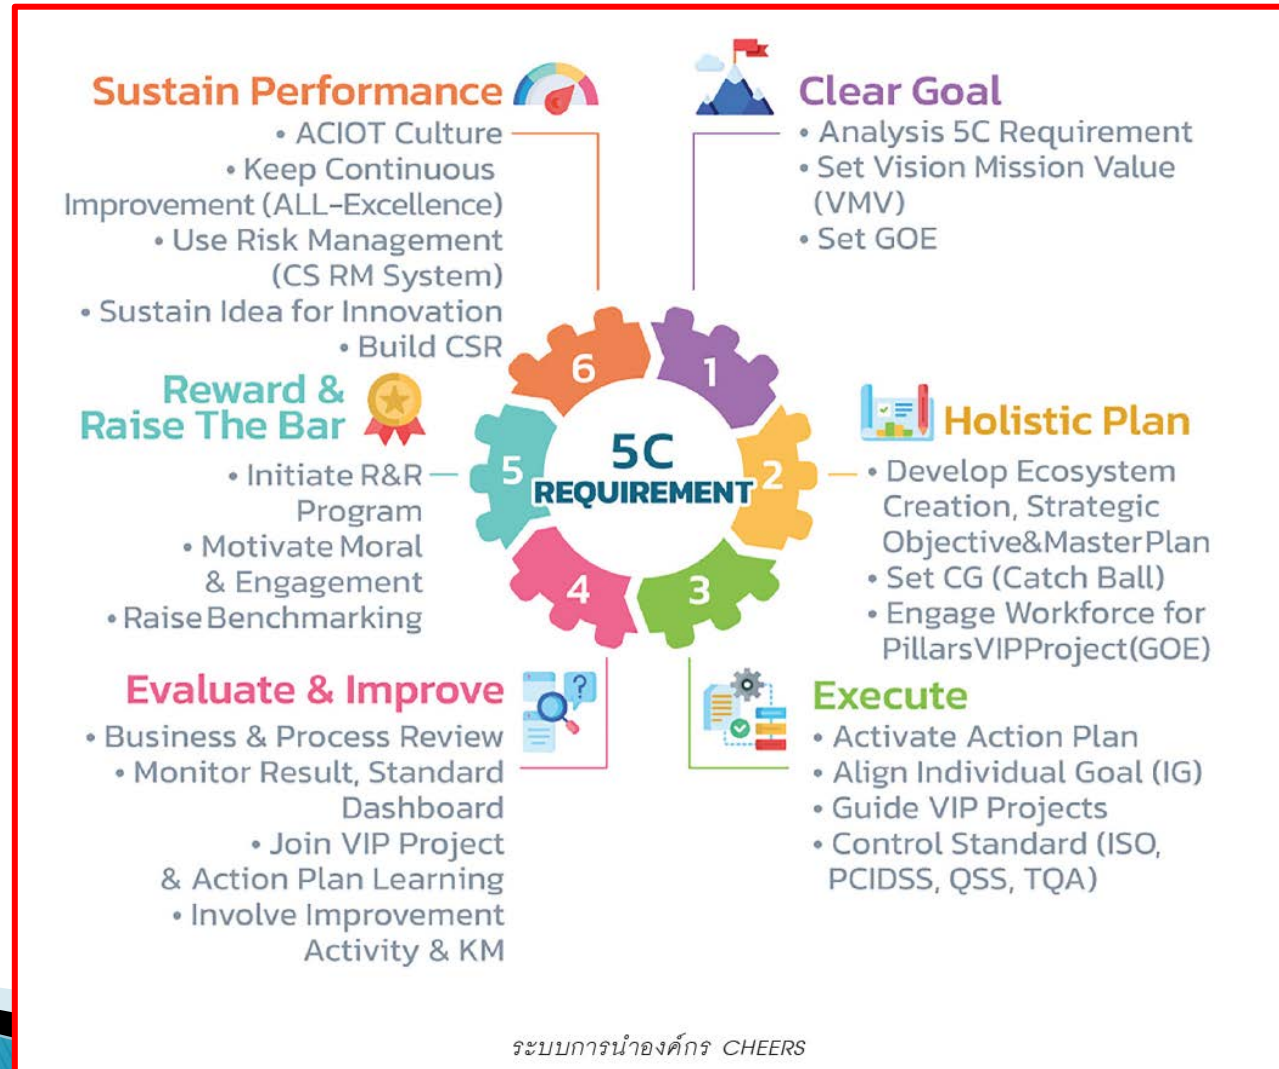 Sustain Performance
• ACIOT Culture
• Keep Continuous
Improvement (ALL-Excellence)
• Use Risk Management
(CS RM System)
• Sustain Idea for Innovation
• Build CSR
Clear Goal
• Analysis 5C Requirement
• Set Vision Mission Value
(VMV)
• Set GOE
Reward &
Raise The Bar
• Initiate R&R
Program
• Motivate Moral
& Engagement
• Raise Benchmarking
6
1
5
2
4
3
5C
REQUIREMENT
Holistic Plan
• Develop Ecosystem
Creation, Strategic
Objective&MasterPlan
• Set CG (Catch Ball)
• Engage Workforce for
PillarsVIPProject(GOE)
Evaluate & Improve
• Business & Process Review
• Monitor Result, Standard
Dashboard
• Join VIP Project
& Action Plan Learning
• Involve Improvement
Activity & KM
?
Execute
• Activate Action Plan
• Align Individual Goal (IG)
• Guide VIP Projects
• Control Standard (ISO,
PCIDSS, QSS, TQA)
ระบบการนำองค์กร CHEERS